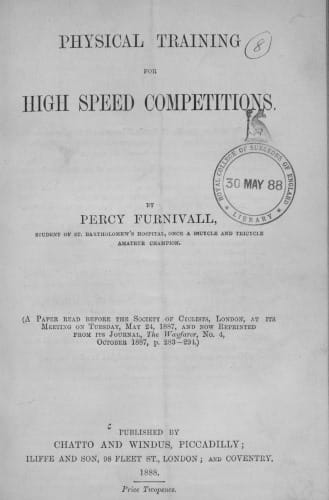 PHYSICAL TRAINING
8
FOR
HIGH SPEED COMPETITIONS.
ROYAL COLLEGE OF SURGEONS OF ENGLAND
30 MAY 88
LIBRARY
BY
PERCY FURNIVALL,
STUDENT OF ST. BARTHOLOMEW'S HOSPITAL, ONCE A BICYCLE AND TRICYCLE
AMATEUR CHAMPION.
(A PAPER READ BEFORE THE SOCIETY OF CYCLISTS, LONDON, AT ITS
MEETING ON TUESDAY, MAY 24, 1887, AND NOW REPRINTED
FROM ITS JOURNAL, The Wayfarer, NO. 4,
OCTOBER 1887, p. 283—294.)
PUBLISHED BY
CHATTO AND WINDUS, PICCADILLY;
ILIFFE AND SON, 98 FLEET ST., LONDON; AND COVENTRY.
1888.
Price Twopence.